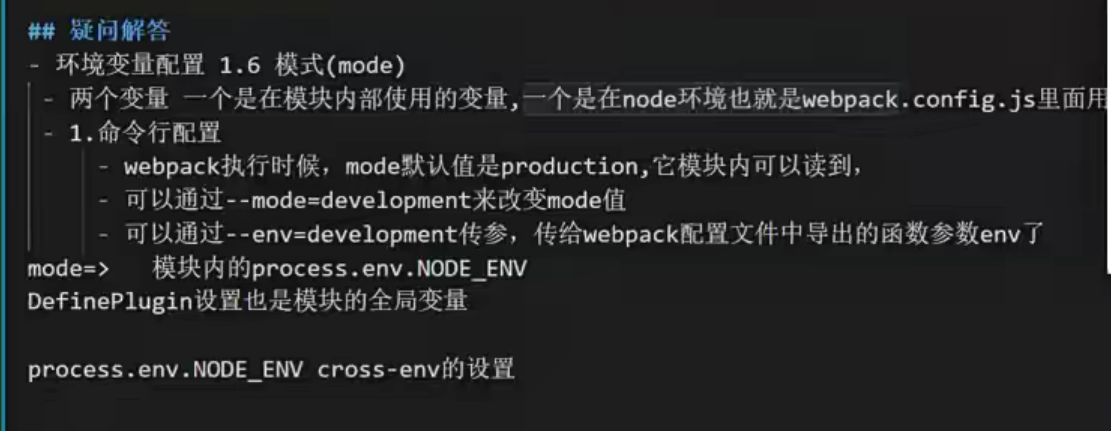 ## 疑问解答
- 环境变量配置 1.6 模式(mode)
- 两个变量 一个是在模块内部使用的变量,一个是在node环境也就是webpack.config.js里面用
- 1.命令行配置
- webpack执行时候，mode默认值是production,它模块内可以读到，
- 可以通过--mode=development来改变mode值
- 可以通过--env=development传参，传给webpack配置文件中导出的函数参数env了
mode=> 模块内的process.env.NODE_ENV
DefinePlugin设置也是模块的全局变量
process.env.NODE_ENV cross-env的设置